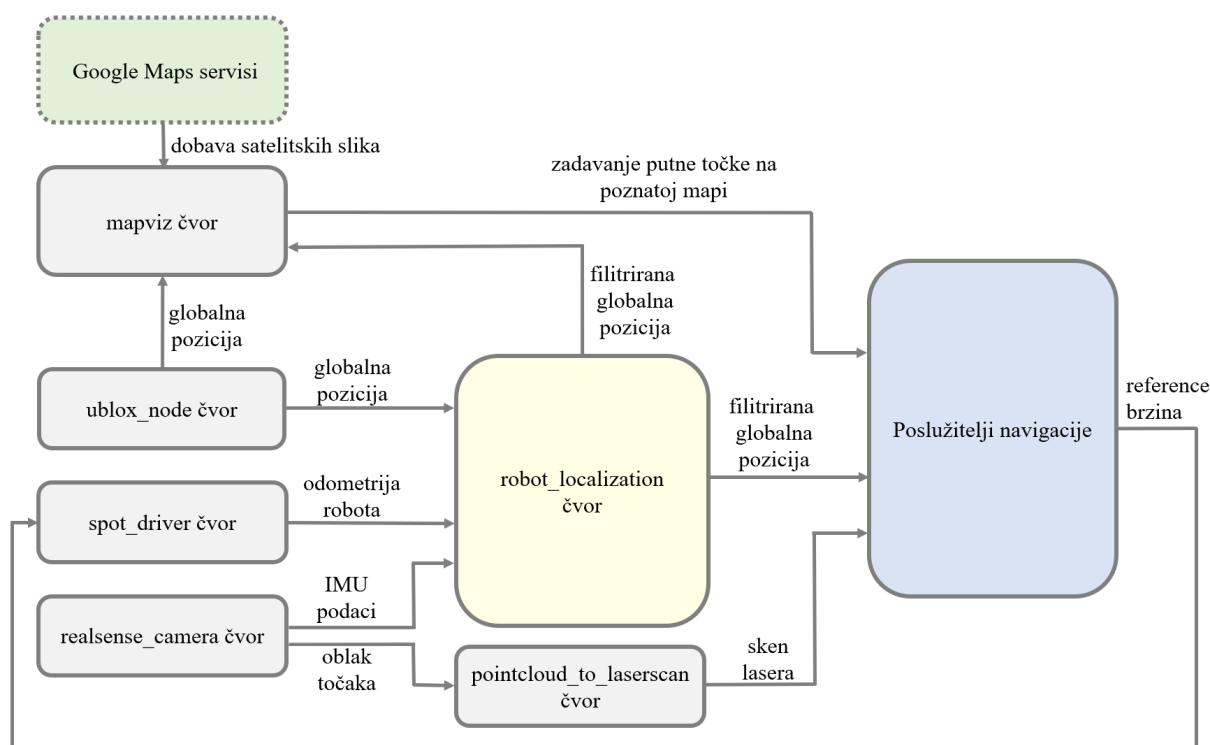 Google Maps servisi
dobava satelitskih slika
zadavanje putne točke na
poznatoj mapi
mapviz čvor
filitrirana
globalna
pozicija
globalna
pozicija
ublox_node čvor
globalna
pozicija
filitrirana
globalna
pozicija
reference
brzina
Poslužitelji navigacije
robot_localization
čvor
odometrija
robota
spot_driver čvor
IMU
podaci
realsense_camera čvor
oblak
točaka
pointcloud_to_laserscan
čvor
sken
lasera